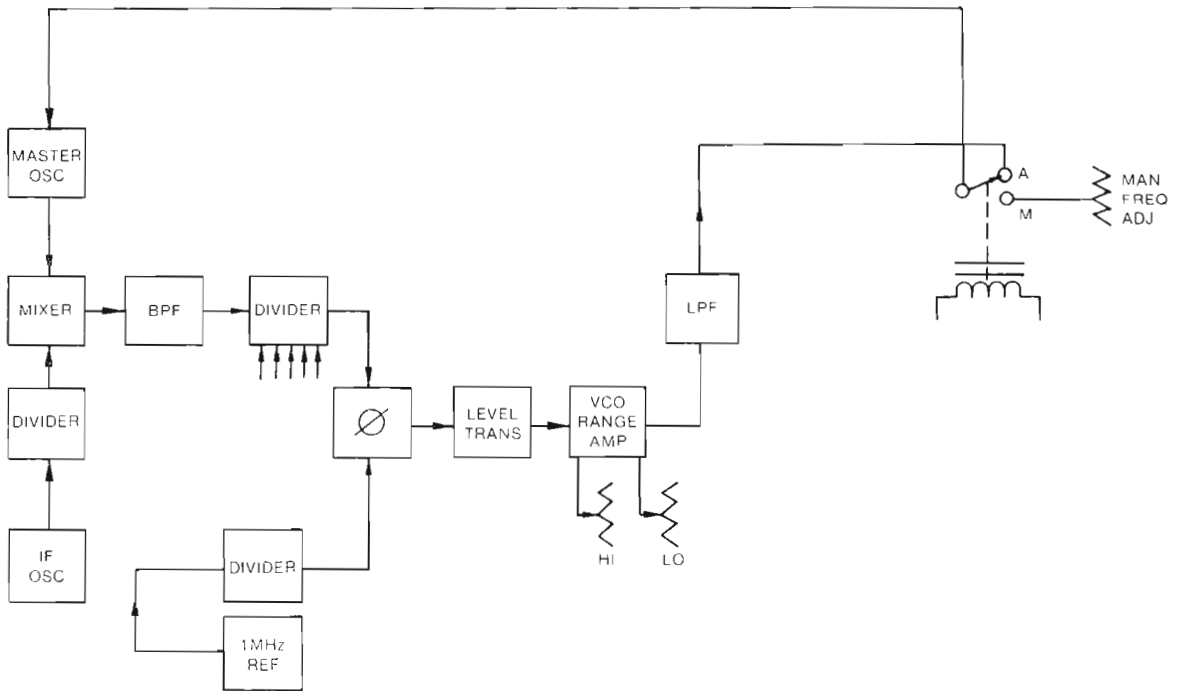 MASTER
OSC
A
MAN
FREQ
ADJ
M
MIXER
BPF
DIVIDER
LPF
DIVIDER
Ø
LEVEL
TRANS
VCO
RANGE
AMP
IF
OSC
DIVIDER
HI
LO
1MHz
REF